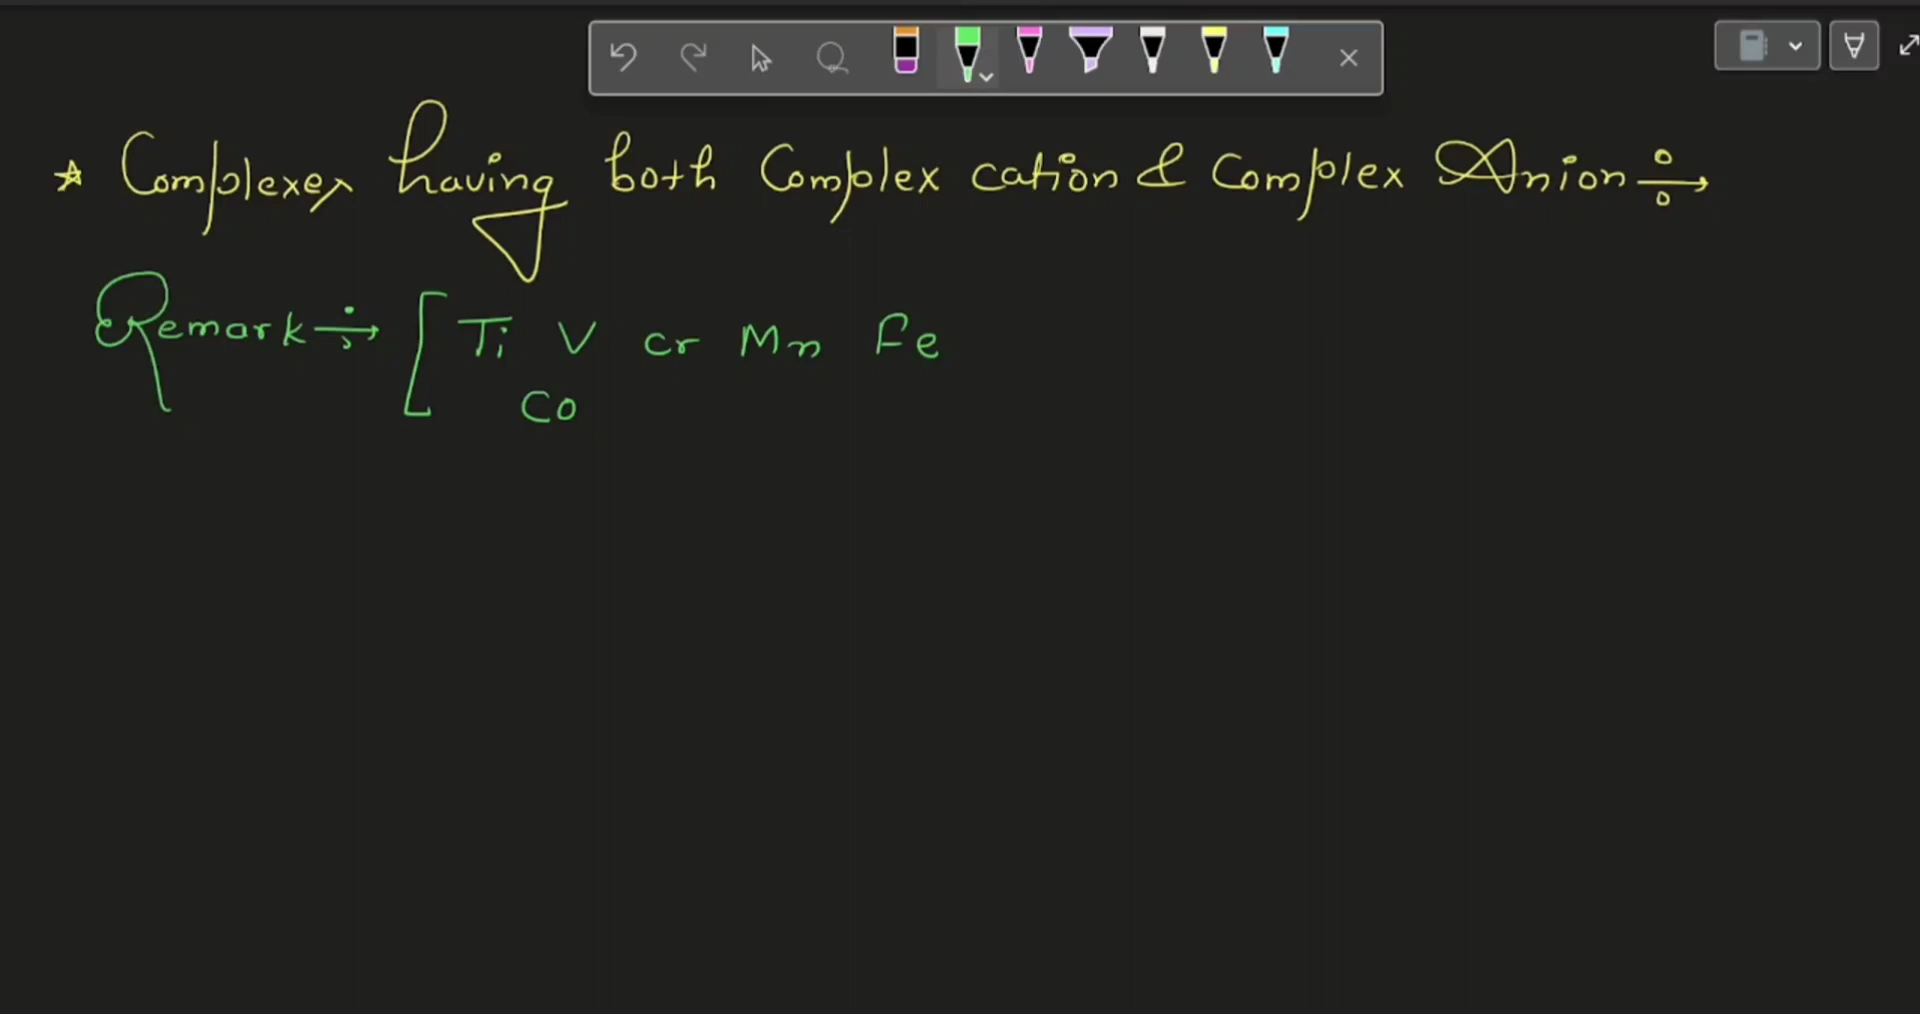 * Complexes having both Complex cation & Complex Anion ÷→
Remark ÷→ [ Ti V cr Mn Fe
Co